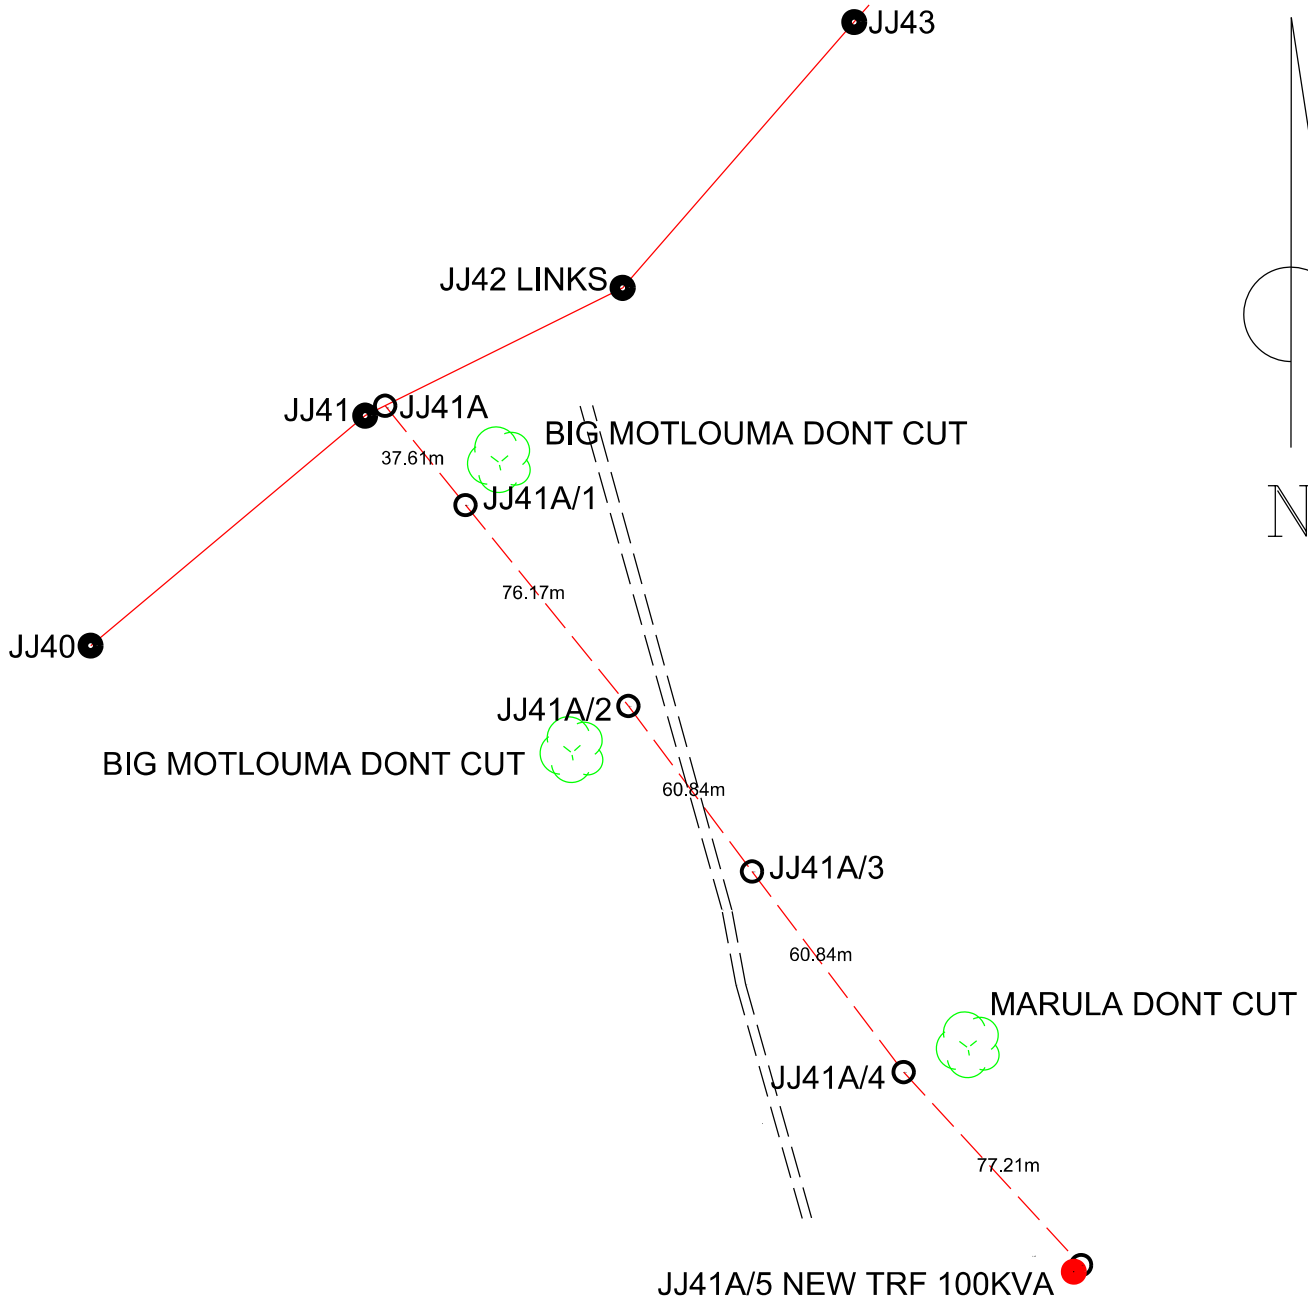 JJ43
JJ42 LINKS
JJ41
JJ41A
BIG MOTLOUMA DONT CUT
37.61m
JJ41A/1
N
76.17m
JJ40
JJ41A/2
BIG MOTLOUMA DONT CUT
60.84m
JJ41A/3
60.84m
MARULA DONT CUT
JJ41A/4
77.21m
JJ41A/5 NEW TRF 100KVA